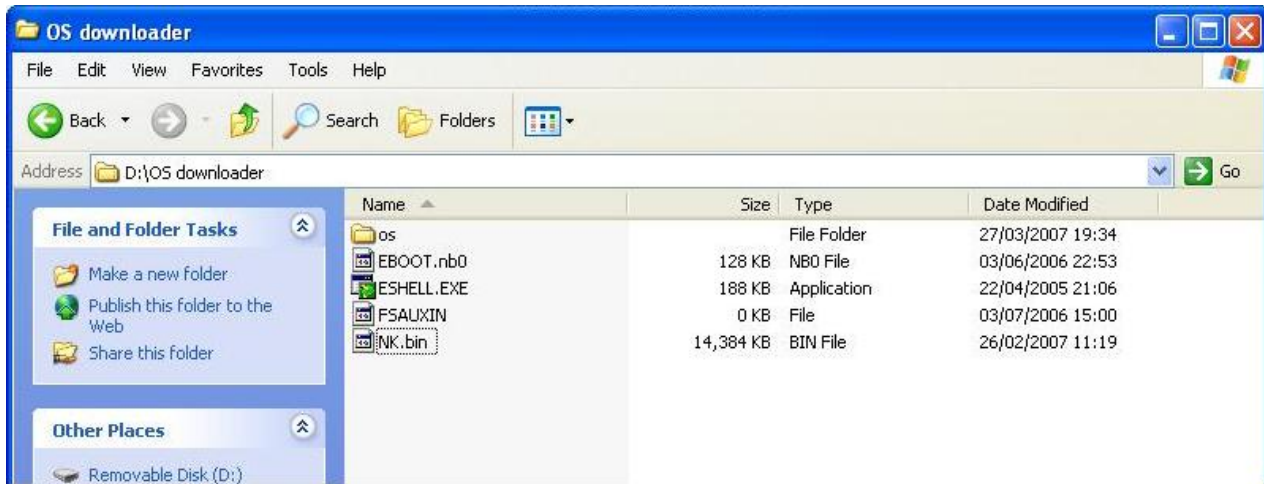 OS downloader
File Edit View Favorites Tools Help
Back Search Folders
Address D:\OS downloader Go
File and Folder Tasks
Make a new folder
Publish this folder to the
Web
Share this folder
Other Places
Removable Disk (D:)
Name Size Type Date Modified
os File Folder 27/03/2007 19:34
EBOOT.nb0 128 KB NB0 File 03/06/2006 22:53
ESHELL.EXE 188 KB Application 22/04/2005 21:06
FSAUXIN 0 KB File 03/07/2006 15:00
NK.bin 14,384 KB BIN File 26/02/2007 11:19